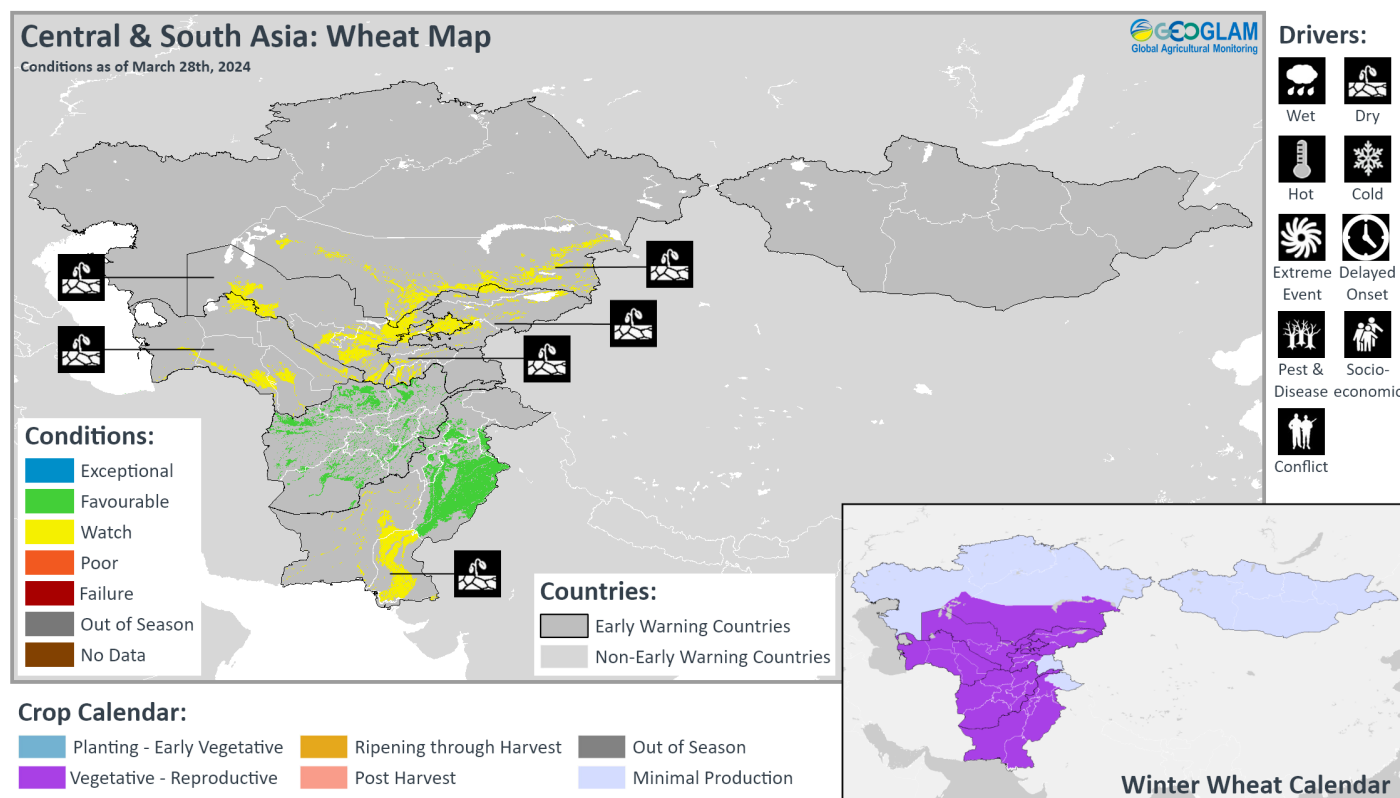 Central & South Asia: Wheat Map
Conditions as of March 28th, 2024
GEOGLAM
Global Agricultural Monitoring
Drivers:
Wet
Dry
Hot
Cold
Extreme
Event
Delayed
Onset
Pest &
Disease
Socio-
economic
Conflict
Conditions:
Exceptional
Favourable
Watch
Poor
Failure
Out of Season
No Data
Countries:
Early Warning Countries
Non-Early Warning Countries
Crop Calendar:
Planting - Early Vegetative
Vegetative - Reproductive
Ripening through Harvest
Post Harvest
Out of Season
Minimal Production
Winter Wheat Calendar